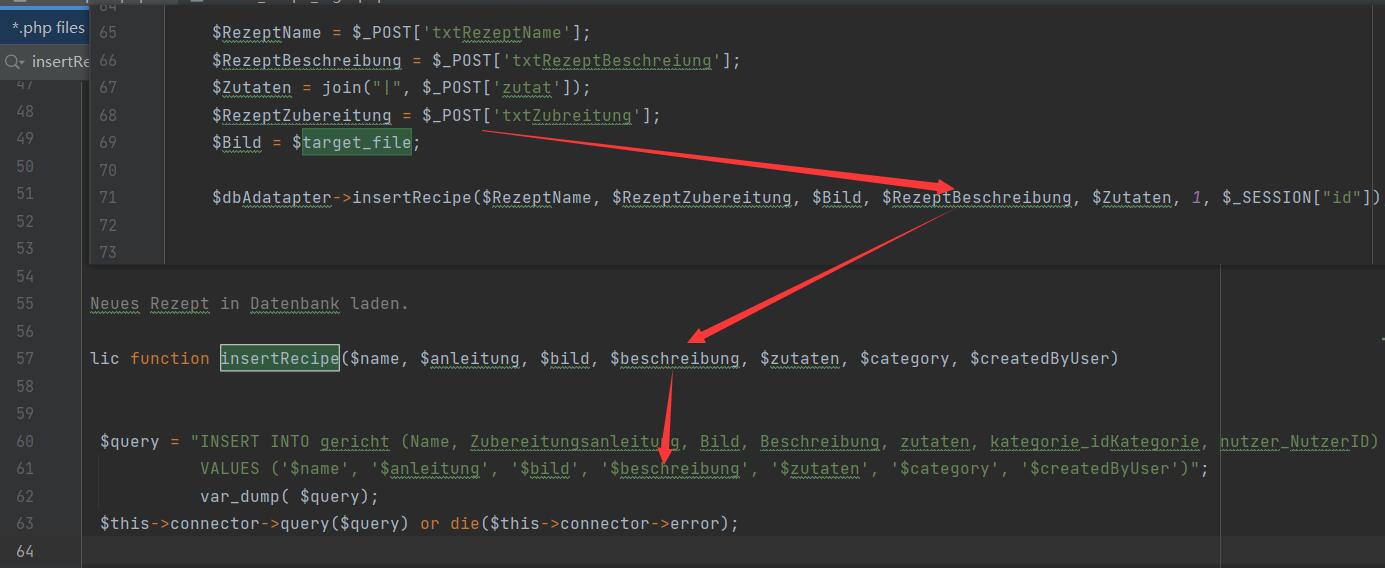 *.php files
insertRe
64
65 $RezeptName = $_POST['txtRezeptName'];
66 $RezeptBeschreibung = $_POST['txtRezeptBeschreiung'];
67 $Zutaten = join("|", $_POST['zutat']);
68 $RezeptZubereitung = $_POST['txtZubreitung'];
69 $Bild = $target_file;
70
71 $dbAdatapter->insertRecipe($RezeptName, $RezeptZubereitung, $Bild, $RezeptBeschreibung, $Zutaten, 1, $_SESSION["id"])
72
73
47
48
49
50
51
52
53
54
55 Neues Rezept in Datenbank laden.
56
57 lic function insertRecipe($name, $anleitung, $bild, $beschreibung, $zutaten, $category, $createdByUser)
58
59
60 $query = "INSERT INTO gericht (Name, Zubereitungsanleitung, Bild, Beschreibung, zutaten, kategorie_idKategorie, nutzer_NutzerID)
61 VALUES ('$name', '$anleitung', '$bild', '$beschreibung', '$zutaten', '$category', '$createdByUser')";
62 var_dump( $query);
63 $this->connector->query($query) or die($this->connector->error);
64